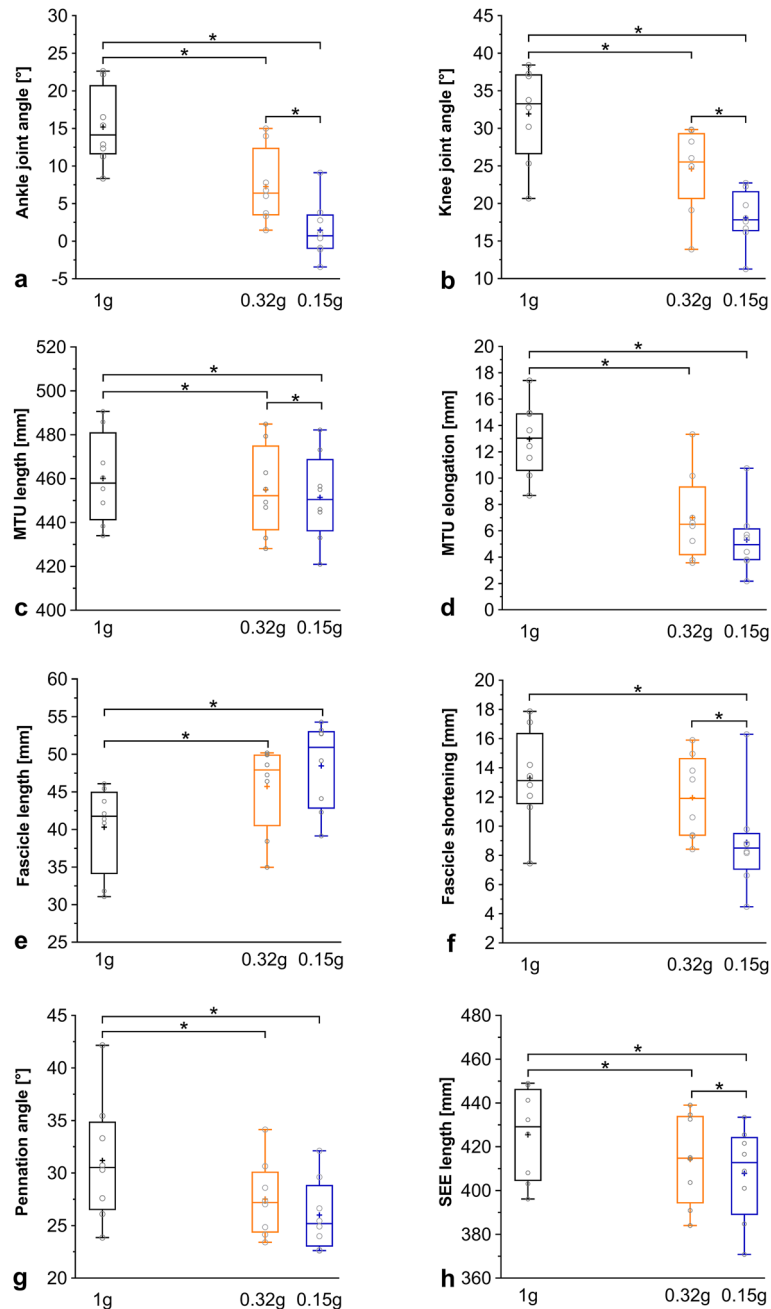 Ankle joint angle [°]
30
25
20
15
10
5
0
-5
*
*
*
1g
0.32g
0.15g
a
Knee joint angle [°]
45
40
35
30
25
20
15
10
*
*
*
1g
0.32g
0.15g
b
MTU length [mm]
520
500
480
460
440
420
400
*
*
*
1g
0.32g
0.15g
c
MTU elongation [mm]
20
18
16
14
12
10
8
6
4
2
0
*
*
1g
0.32g
0.15g
d
Fascicle length [mm]
60
55
50
45
40
35
30
25
*
*
1g
0.32g
0.15g
e
Fascicle shortening [mm]
20
18
16
14
12
10
8
6
4
2
*
*
1g
0.32g
0.15g
f
Pennation angle [°]
45
40
35
30
25
20
*
*
1g
0.32g
0.15g
g
SEE length [mm]
480
460
440
420
400
380
360
*
*
*
1g
0.32g
0.15g
h